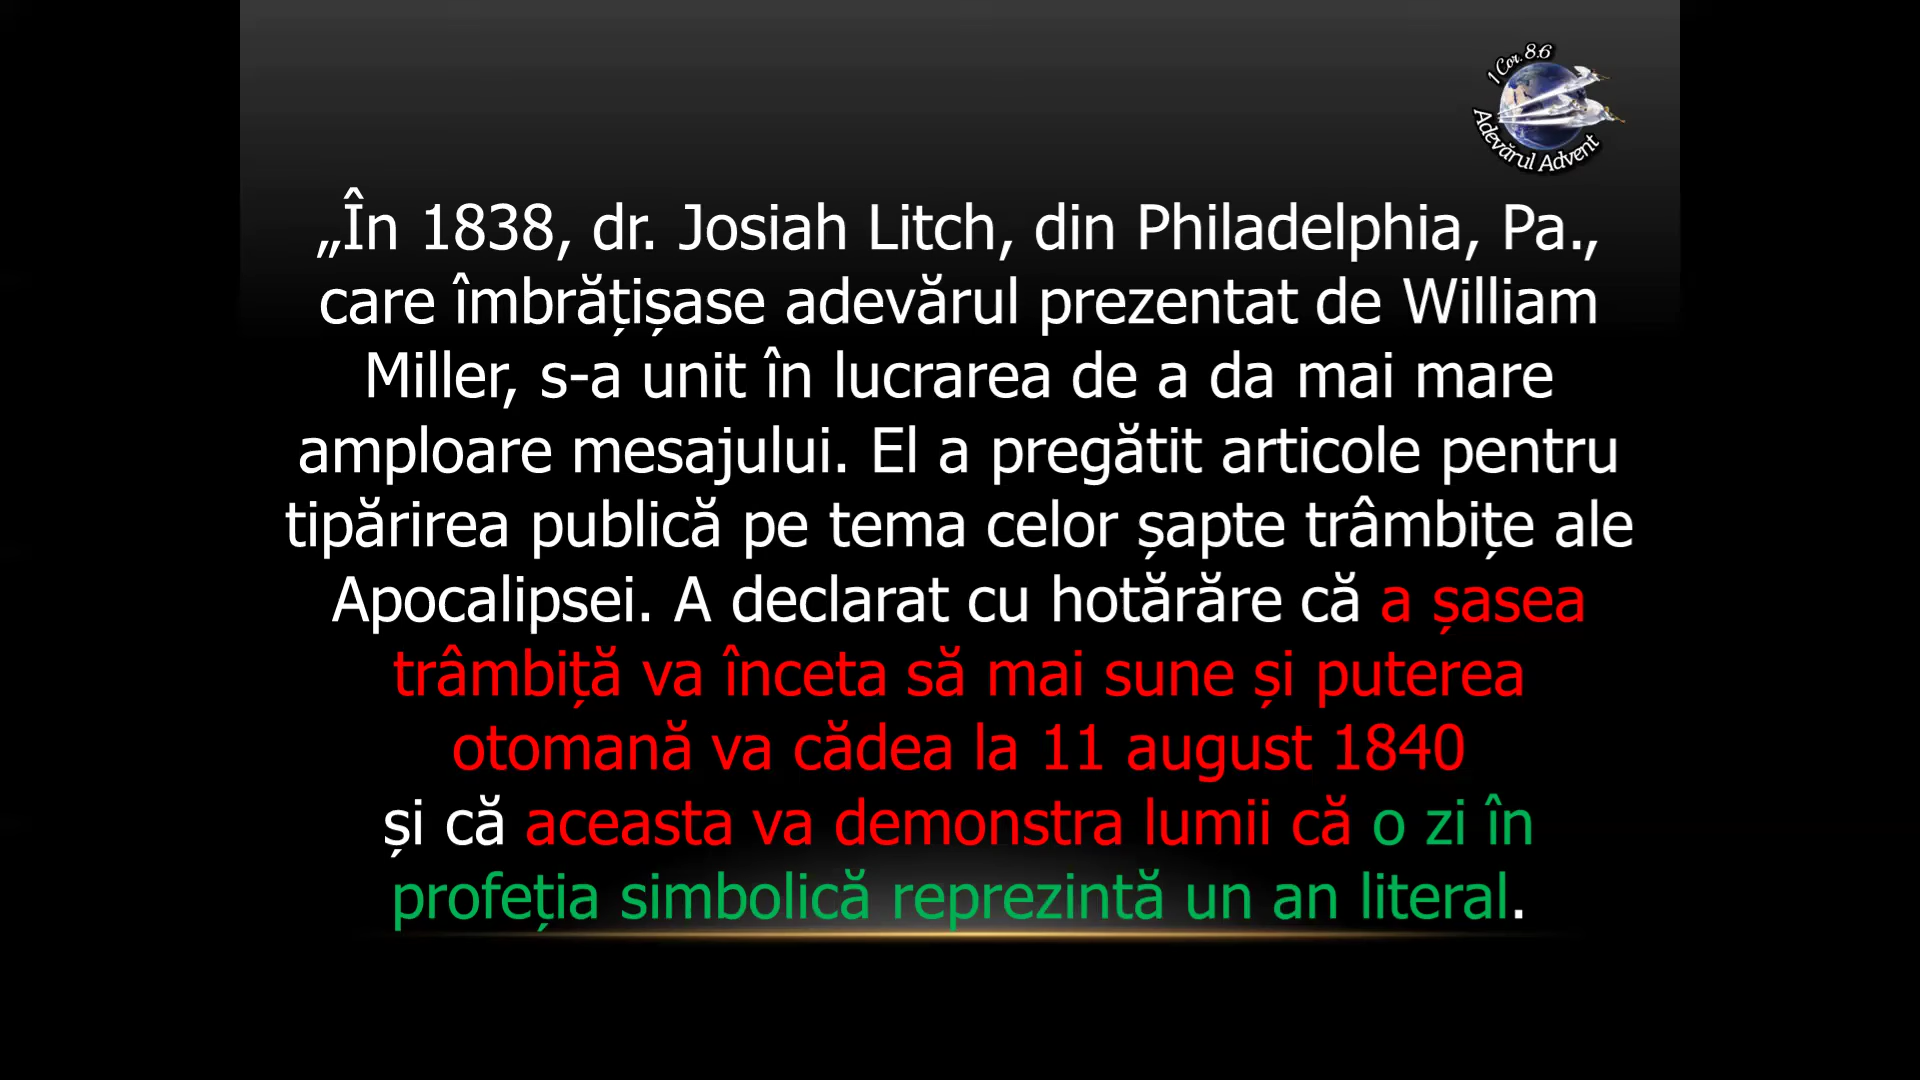 1 Cor. 8:6
Adevărul Advent
„În 1838, dr. Josiah Litch, din Philadelphia, Pa.,
care îmbrățișase adevărul prezentat de William
Miller, s-a unit în lucrarea de a da mai mare
amploare mesajului. El a pregătit articole pentru
tipărirea publică pe tema celor șapte trâmbițe ale
Apocalipsei. A declarat cu hotărăre că a șasea
trâmbiță va înceta să mai sune și puterea
otomană va cădea la 11 august 1840
și că aceasta va demonstra lumii că o zi în
profeția simbolică reprezintă un an literal.